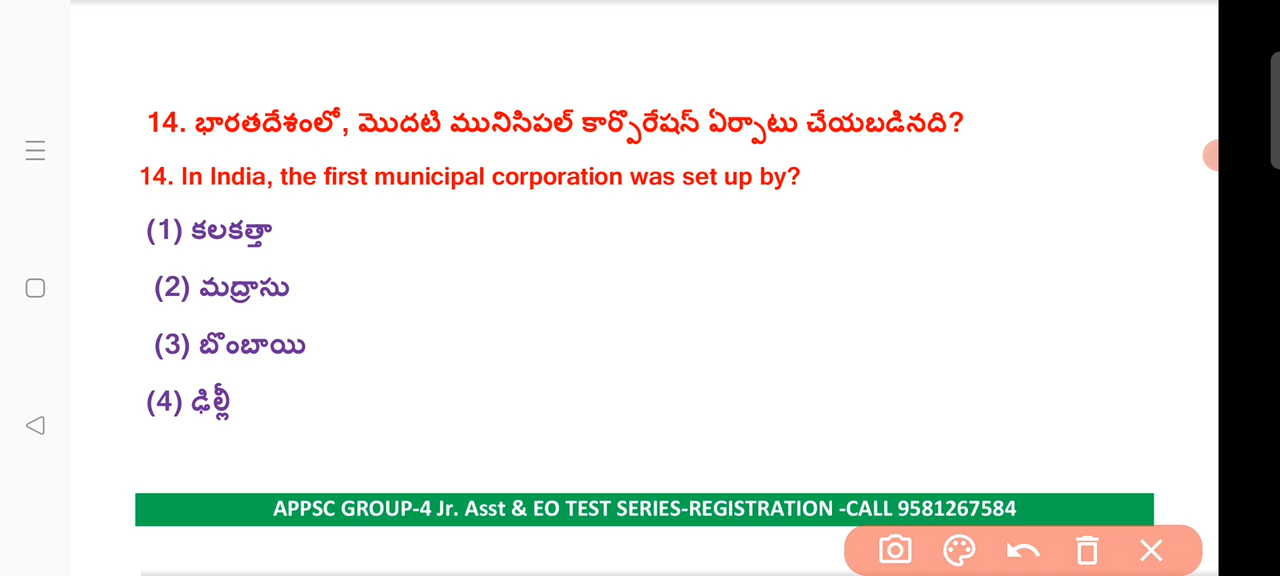 14. భారతదేశంలో, మొదటి మునిసిపల్ కార్పొరేషన్ ఏర్పాటు చేయబడినది?
14. In India, the first municipal corporation was set up by?
(1) కలకత్తా
(2) మద్రాసు
(3) బొంబాయి
(4) ఢిల్లీ
APPSC GROUP-4 Jr. Asst & EO TEST SERIES-REGISTRATION -CALL 9581267584